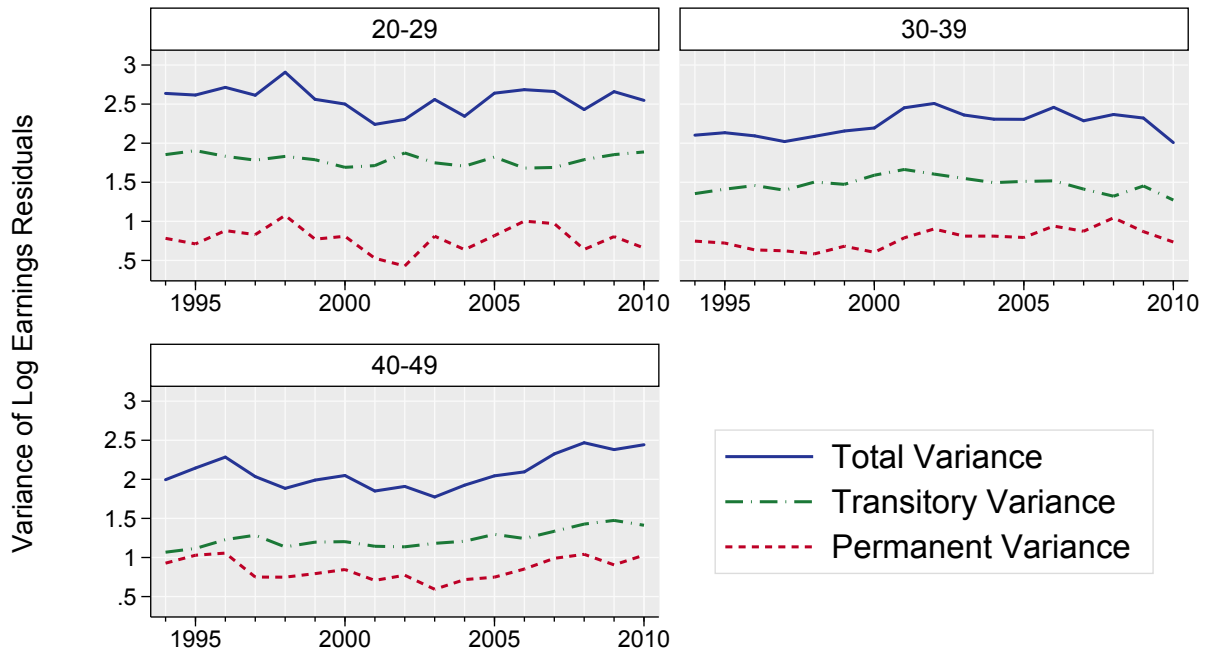 Variance of Log Earnings Residuals
20-29
3
2.5
2
1.5
1
.5
1995 2000 2005 2010
30-39
1995 2000 2005 2010
40-49
3
2.5
2
1.5
1
.5
1995 2000 2005 2010
Total Variance
Transitory Variance
Permanent Variance